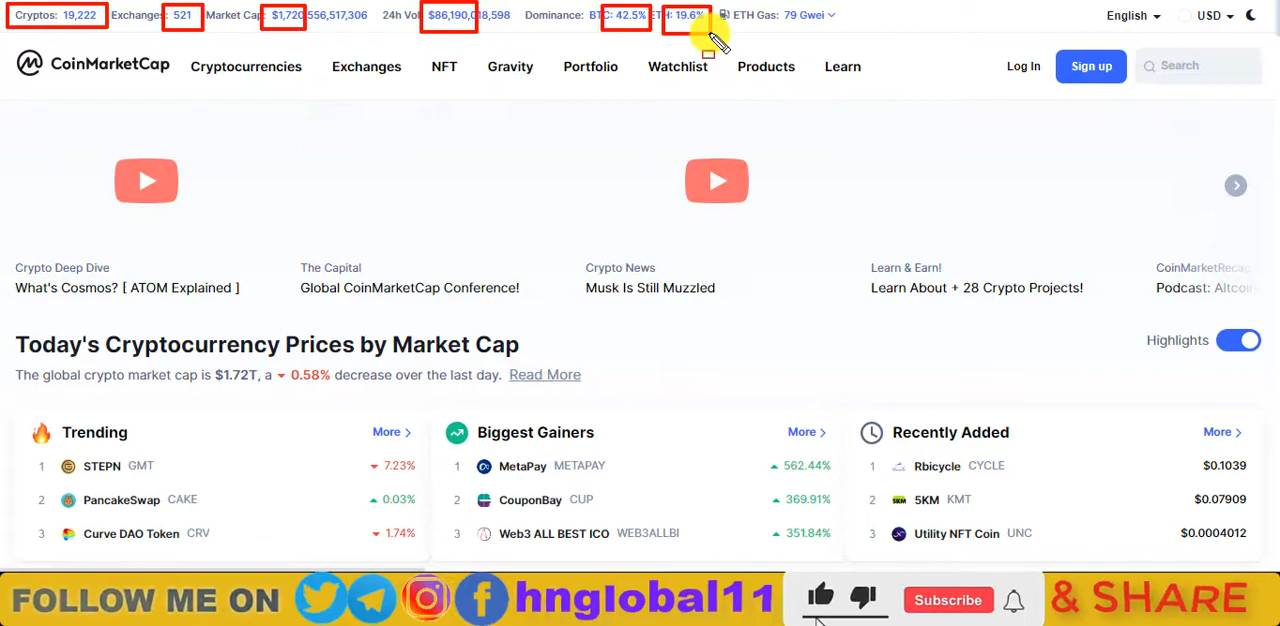 Cryptos: 19,222 Exchanges: 521 Market Cap: $1,720,556,517,306 24h Vol: $86,190,018,598 Dominance: BTC: 42.5% ETH: 19.6% ETH Gas: 79 Gwei English USD
CoinMarketCap Cryptocurrencies Exchanges NFT Gravity Portfolio Watchlist Products Learn Log In Sign up Search
Crypto Deep Dive The Capital Crypto News Learn & Earn! CoinMarketRecap
What's Cosmos? [ ATOM Explained ] Global CoinMarketCap Conference! Musk Is Still Muzzled Learn About + 28 Crypto Projects! Podcast: Altcoin
Today's Cryptocurrency Prices by Market Cap Highlights
The global crypto market cap is $1.72T, a 0.58% decrease over the last day. Read More
Trending More Biggest Gainers More Recently Added More
1 STEPN GMT 7.23% 1 MetaPay METAPAY 562.44% 1 Rbicycle CYCLE $0.1039
2 PancakeSwap CAKE 0.03% 2 CouponBay CUP 369.91% 2 5KM KMT $0.07909
3 Curve DAO Token CRV 1.74% 3 Web3 ALL BEST ICO WEB3ALLBI 351.84% 3 Utility NFT Coin UNC $0.0004012
FOLLOW ME ON hnglobal11 Subscribe & SHARE